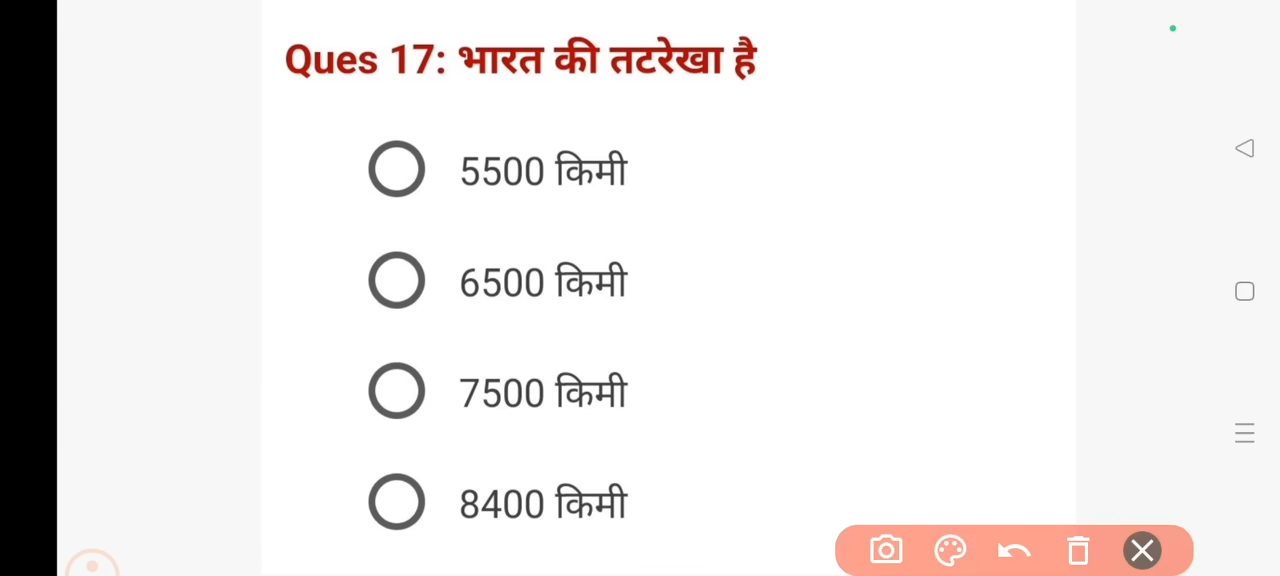 Ques 17: भारत की तटरेखा है
5500 किमी
6500 किमी
7500 किमी
8400 किमी